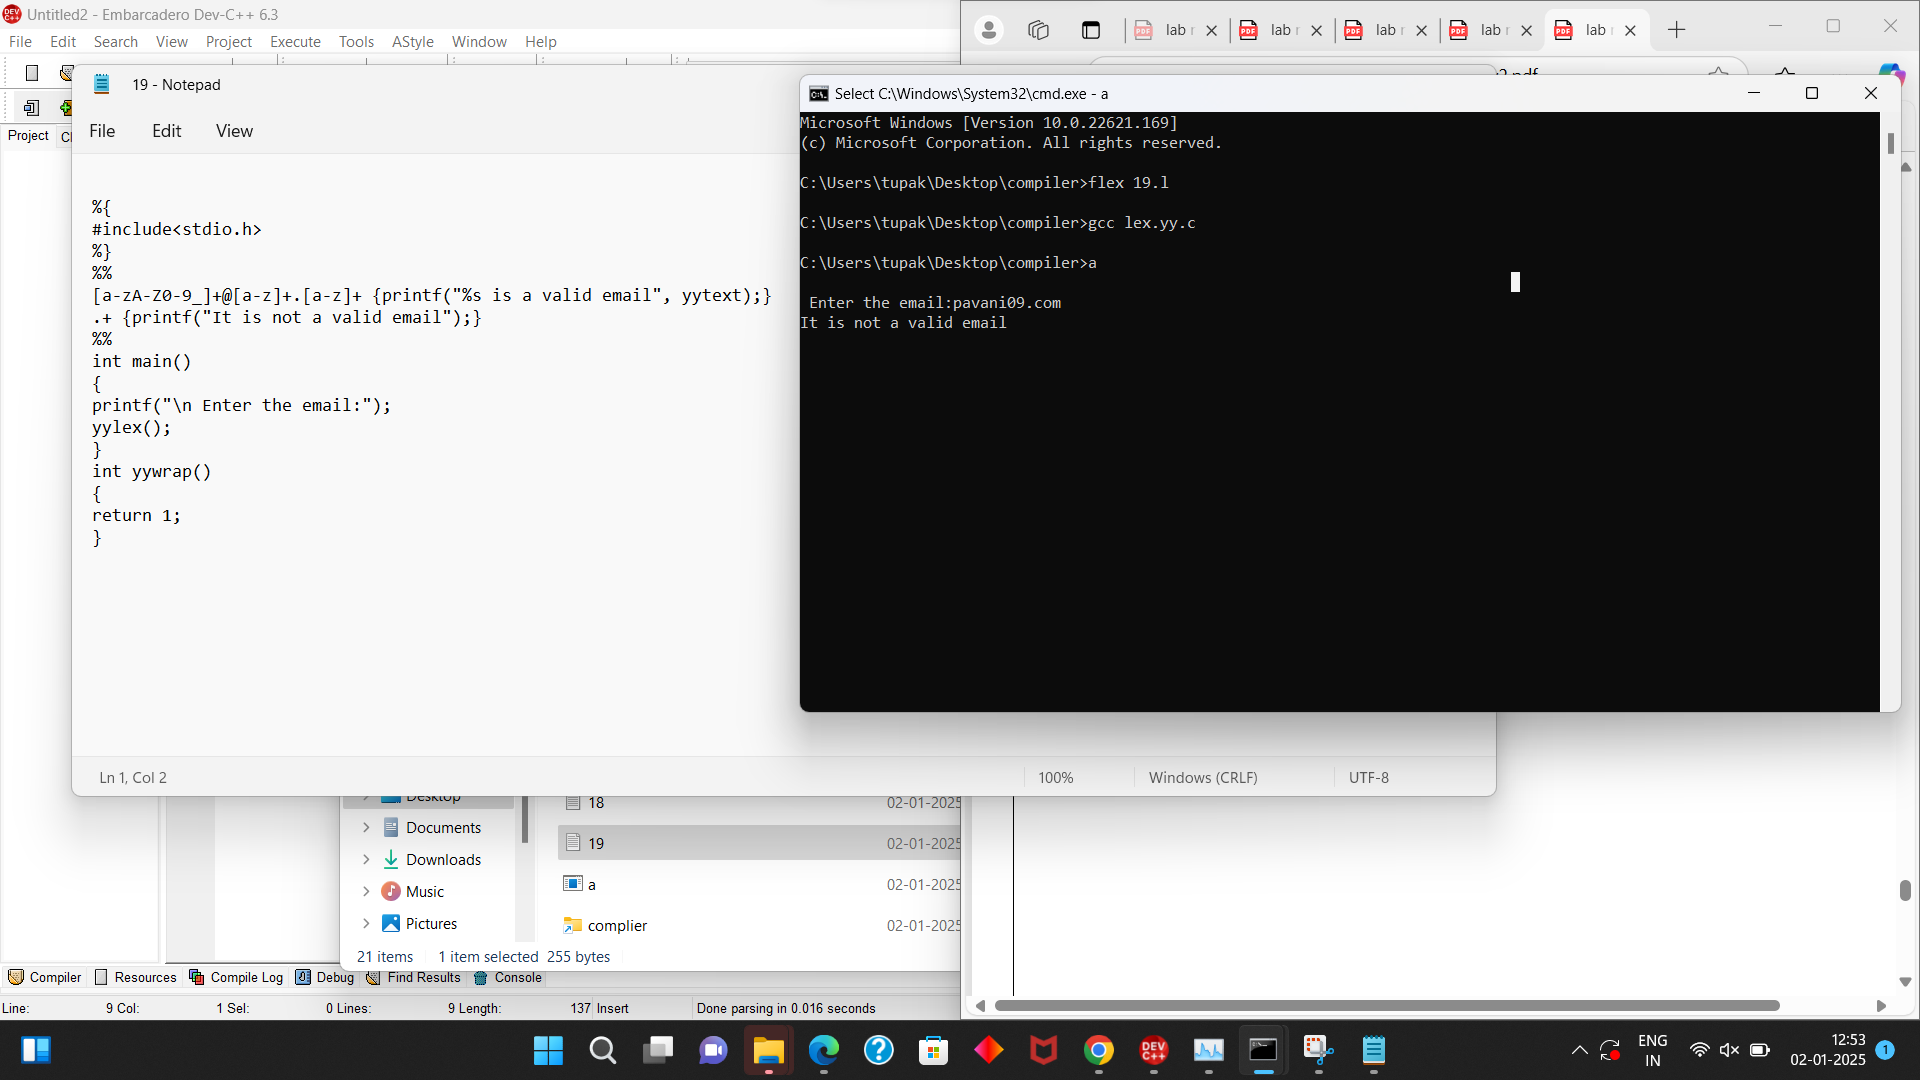 Untitled2 - Embarcadero Dev-C++ 6.3
File Edit Search View Project Execute Tools AStyle Window Help
Project
lab
lab
lab
lab
lab
19 - Notepad
File Edit View
%{
#include<stdio.h>
%}
%%
[a-zA-Z0-9_]+@[a-z]+.[a-z]+ {printf("%s is a valid email", yytext);}
.+ {printf("It is not a valid email");}
%%
int main()
{
printf("\n Enter the email:");
yylex();
}
int yywrap()
{
return 1;
}
Ln 1, Col 2
100%
Windows (CRLF)
UTF-8
Select C:\Windows\System32\cmd.exe - a
Microsoft Windows [Version 10.0.22621.169]
(c) Microsoft Corporation. All rights reserved.
C:\Users\tupak\Desktop\compiler>flex 19.l
C:\Users\tupak\Desktop\compiler>gcc lex.yy.c
C:\Users\tupak\Desktop\compiler>a
Enter the email:pavani09.com
It is not a valid email
Desktop
Documents
Downloads
Music
Pictures
18 02-01-2025
19 02-01-2025
a 02-01-2025
complier 02-01-2025
21 items 1 item selected 255 bytes
Compiler Resources Compile Log Debug Find Results Console
Line: 9 Col: 1 Sel: 0 Lines: 9 Length: 137 Insert Done parsing in 0.016 seconds
DEV C++
ENG
IN
12:53
02-01-2025
1